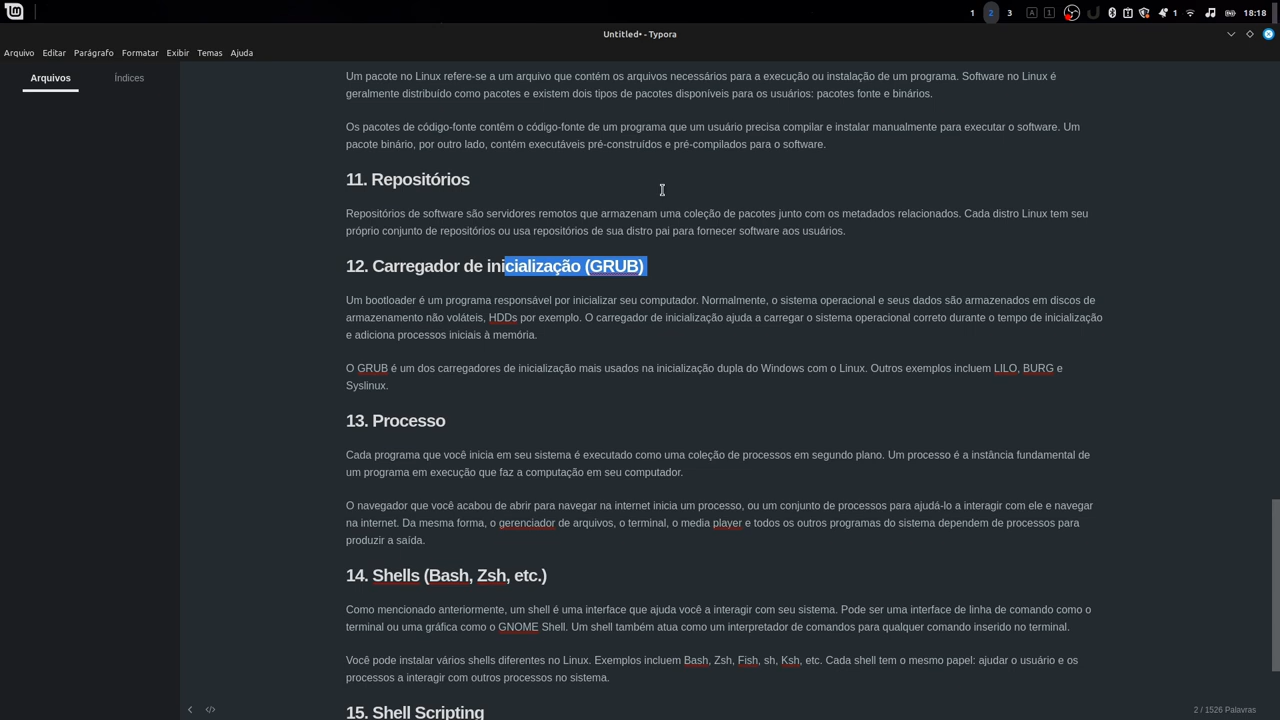 1 2 3 A 1 1 18:18
Untitled• - Typora
Arquivo Editar Parágrafo Formatar Exibir Temas Ajuda
Arquivos Índices
Um pacote no Linux refere-se a um arquivo que contém os arquivos necessários para a execução ou instalação de um programa. Software no Linux é
geralmente distribuído como pacotes e existem dois tipos de pacotes disponíveis para os usuários: pacotes fonte e binários.
Os pacotes de código-fonte contêm o código-fonte de um programa que um usuário precisa compilar e instalar manualmente para executar o software. Um
pacote binário, por outro lado, contém executáveis pré-construídos e pré-compilados para o software.
11. Repositórios
Repositórios de software são servidores remotos que armazenam uma coleção de pacotes junto com os metadados relacionados. Cada distro Linux tem seu
próprio conjunto de repositórios ou usa repositórios de sua distro pai para fornecer software aos usuários.
12. Carregador de inicialização (GRUB)
Um bootloader é um programa responsável por inicializar seu computador. Normalmente, o sistema operacional e seus dados são armazenados em discos de
armazenamento não voláteis, HDDs por exemplo. O carregador de inicialização ajuda a carregar o sistema operacional correto durante o tempo de inicialização
e adiciona processos iniciais à memória.
O GRUB é um dos carregadores de inicialização mais usados na inicialização dupla do Windows com o Linux. Outros exemplos incluem LILO, BURG e
Syslinux.
13. Processo
Cada programa que você inicia em seu sistema é executado como uma coleção de processos em segundo plano. Um processo é a instância fundamental de
um programa em execução que faz a computação em seu computador.
O navegador que você acabou de abrir para navegar na internet inicia um processo, ou um conjunto de processos para ajudá-lo a interagir com ele e navegar
na internet. Da mesma forma, o gerenciador de arquivos, o terminal, o media player e todos os outros programas do sistema dependem de processos para
produzir a saída.
14. Shells (Bash, Zsh, etc.)
Como mencionado anteriormente, um shell é uma interface que ajuda você a interagir com seu sistema. Pode ser uma interface de linha de comando como o
terminal ou uma gráfica como o GNOME Shell. Um shell também atua como um interpretador de comandos para qualquer comando inserido no terminal.
Você pode instalar vários shells diferentes no Linux. Exemplos incluem Bash, Zsh, Fish, sh, Ksh, etc. Cada shell tem o mesmo papel: ajudar o usuário e os
processos a interagir com outros processos no sistema.
15. Shell Scripting
2 / 1526 Palavras